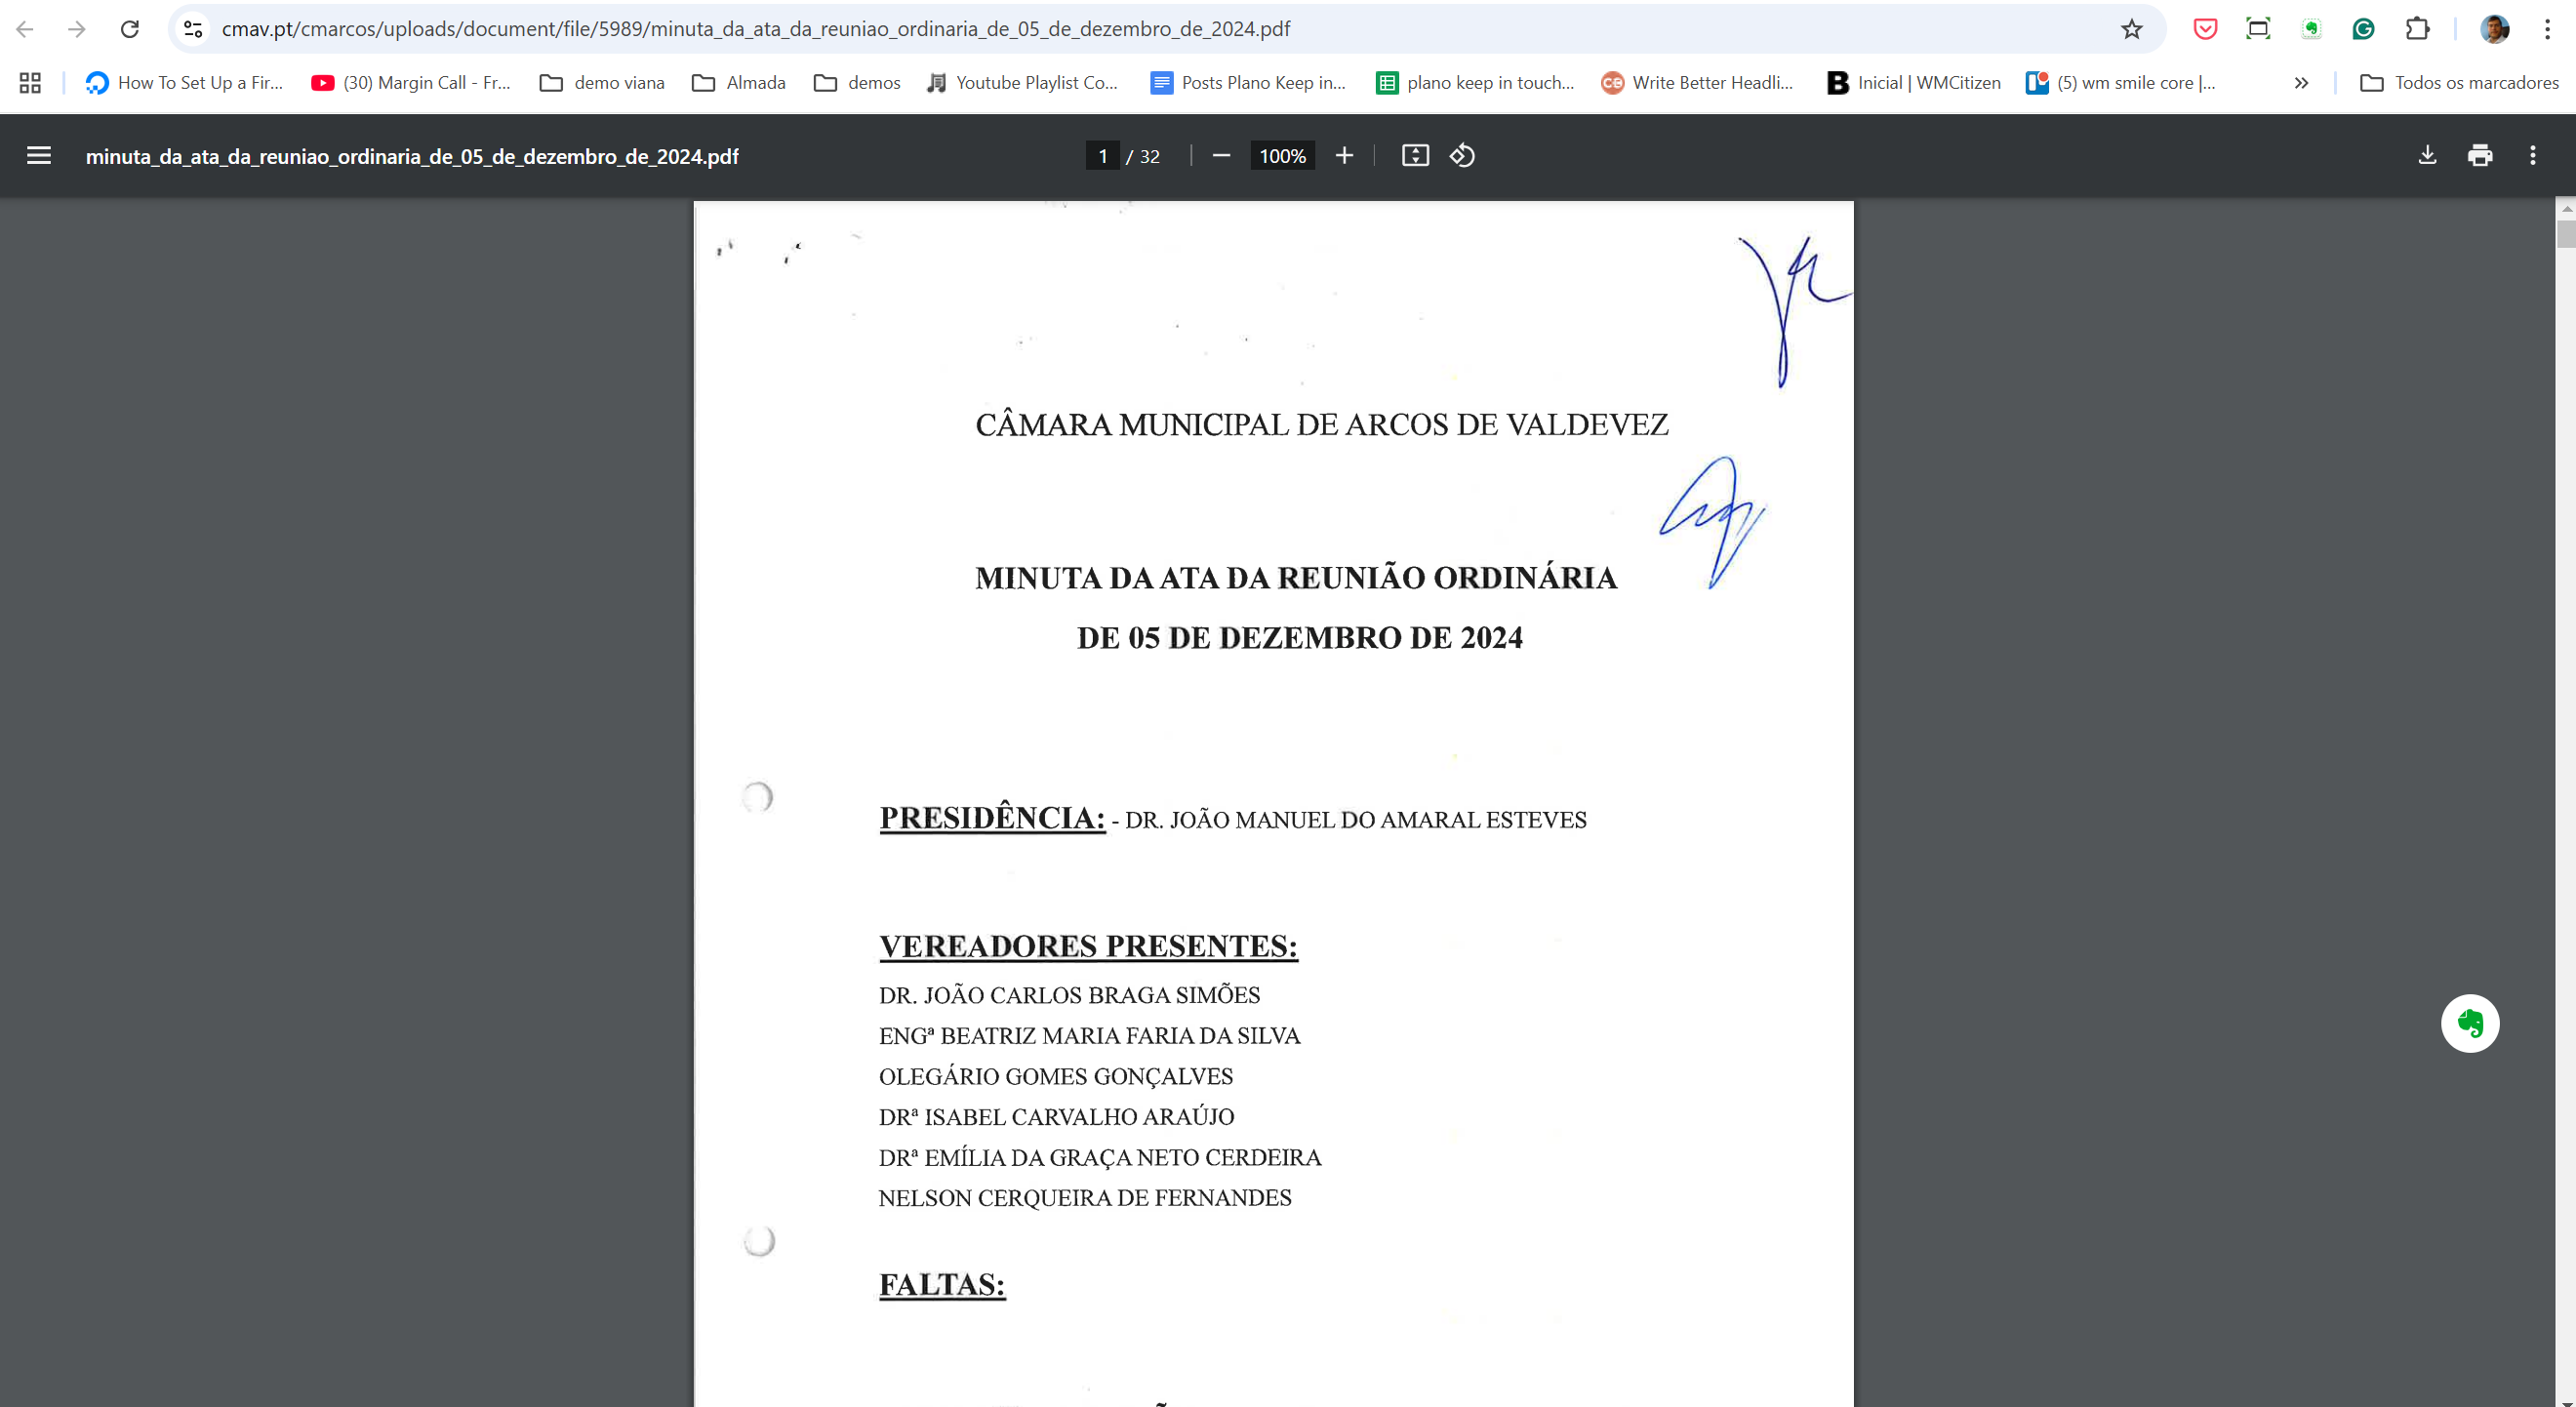 cmav.pt/cmarcos/uploads/document/file/5989/minuta_da_ata_da_reuniao_ordinaria_de_05_de_dezembro_de_2024.pdf
How To Set Up a Fir...
(30) Margin Call - Fr...
demo viana
Almada
demos
Youtube Playlist Co...
Posts Plano Keep in...
plano keep in touch...
Write Better Headli...
Inicial | WMCitizen
(5) wm smile core |...
»
Todos os marcadores
minuta_da_ata_da_reuniao_ordinaria_de_05_de_dezembro_de_2024.pdf
1 / 32
100%
CÂMARA MUNICIPAL DE ARCOS DE VALDEVEZ
MINUTA DA ATA DA REUNIÃO ORDINÁRIA
DE 05 DE DEZEMBRO DE 2024
PRESIDÊNCIA: - DR. JOÃO MANUEL DO AMARAL ESTEVES
VEREADORES PRESENTES:
DR. JOÃO CARLOS BRAGA SIMÕES
ENGª BEATRIZ MARIA FARIA DA SILVA
OLEGÁRIO GOMES GONÇALVES
DRª ISABEL CARVALHO ARAÚJO
DRª EMÍLIA DA GRAÇA NETO CERDEIRA
NELSON CERQUEIRA DE FERNANDES
FALTAS: